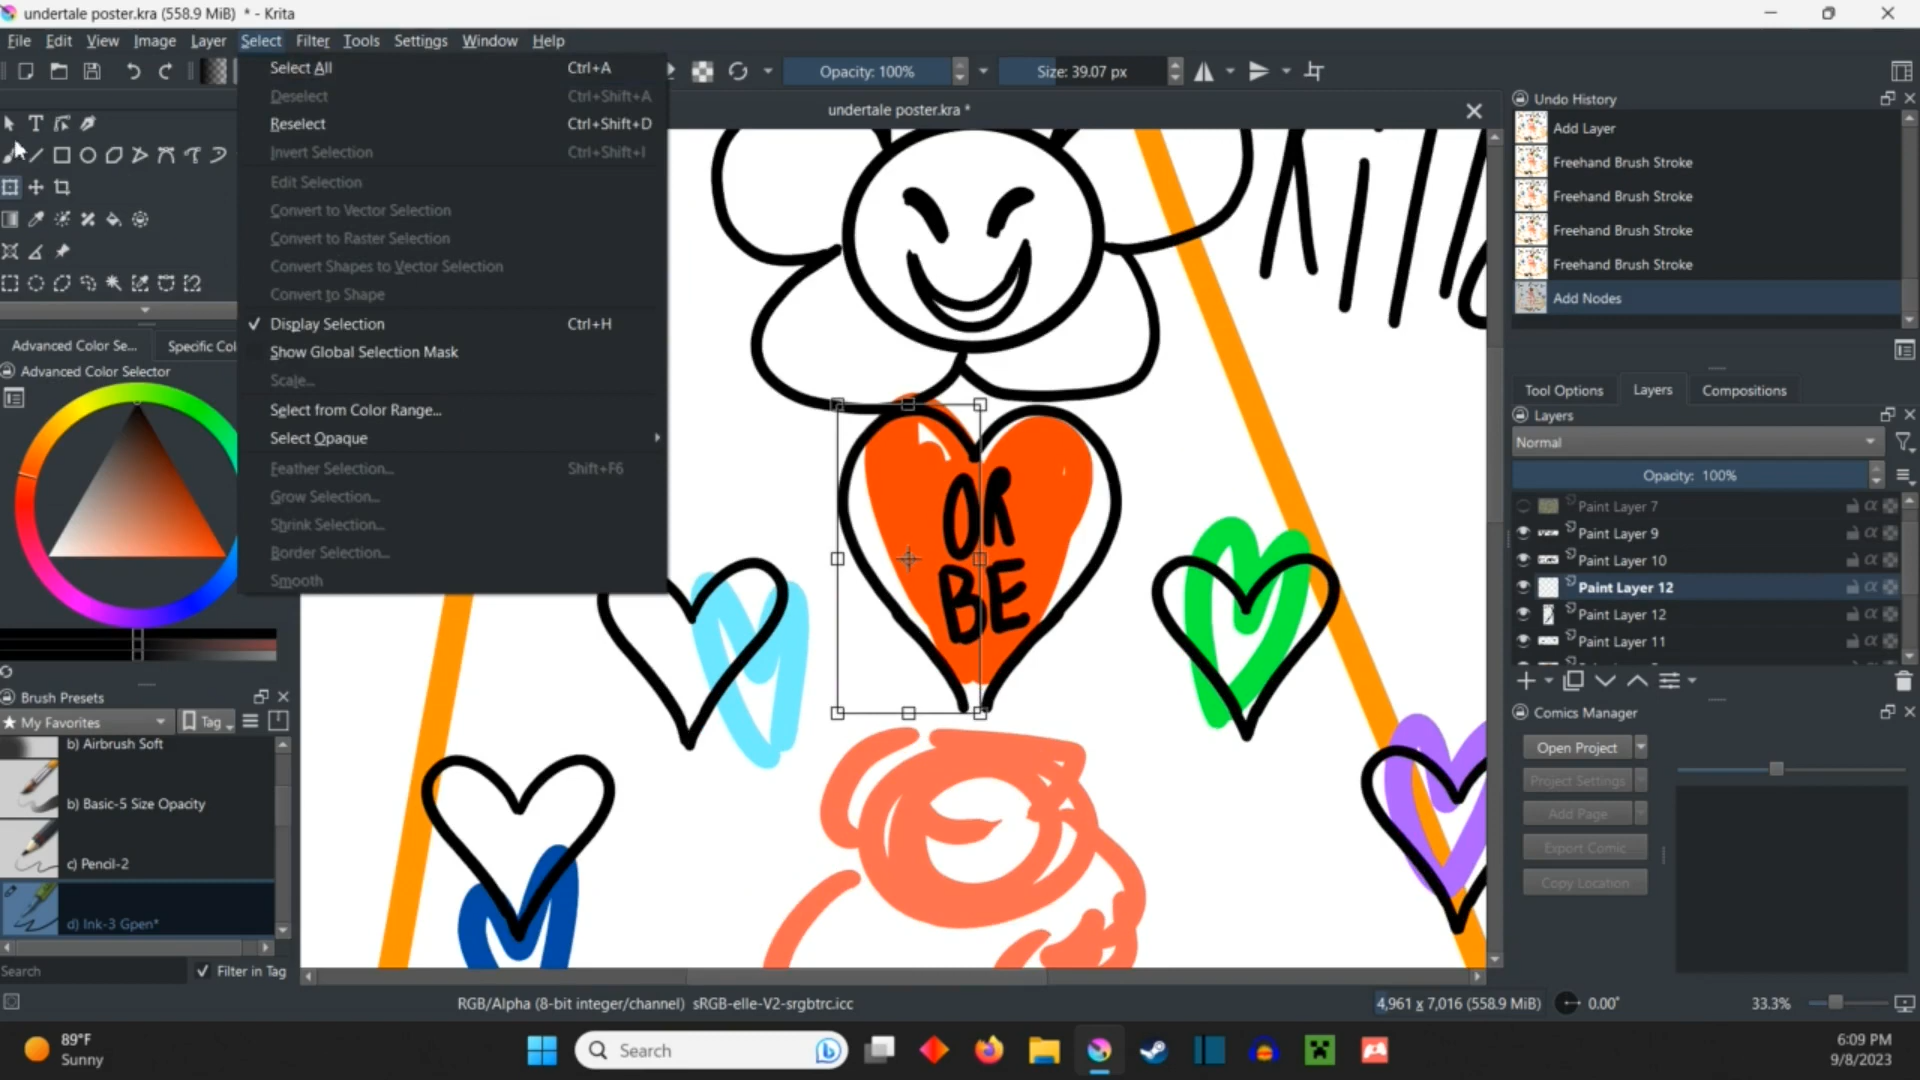 undertale poster.kra (558.9 MiB) * - Krita
File Edit View Image Layer Select Filter Tools Settings Window Help
Opacity: 100%
Size: 39.07 px
undertale poster.kra *
Select All Ctrl+A
Deselect Ctrl+Shift+A
Reselect Ctrl+Shift+D
Invert Selection Ctrl+Shift+I
Edit Selection
Convert to Vector Selection
Convert to Raster Selection
Convert Shapes to Vector Selection
Convert to Shape
✓ Display Selection Ctrl+H
Show Global Selection Mask
Scale...
Select from Color Range...
Select Opaque
Feather Selection... Shift+F6
Grow Selection...
Shrink Selection...
Border Selection...
Smooth
Advanced Color Se... Specific Col
Advanced Color Selector
Brush Presets
★ My Favorites
Tag
b) Airbrush Soft
b) Basic-5 Size Opacity
c) Pencil-2
d) Ink-3 Gpen*
Search
✓ Filter in Tag
OR
BE
Undo History
Add Layer
Freehand Brush Stroke
Freehand Brush Stroke
Freehand Brush Stroke
Freehand Brush Stroke
Add Nodes
Tool Options Layers Compositions
Layers
Normal
Opacity: 100%
Paint Layer 7
Paint Layer 9
Paint Layer 10
Paint Layer 12
Paint Layer 12
Paint Layer 11
Comics Manager
Open Project
Project Settings
Add Page
Export Comic
Copy Location
RGB/Alpha (8-bit integer/channel) sRGB-elle-V2-srgbtrc.icc
4,961 x 7,016 (558.9 MiB)
0.00°
33.3%
89°F
Sunny
Search
6:09 PM
9/8/2023